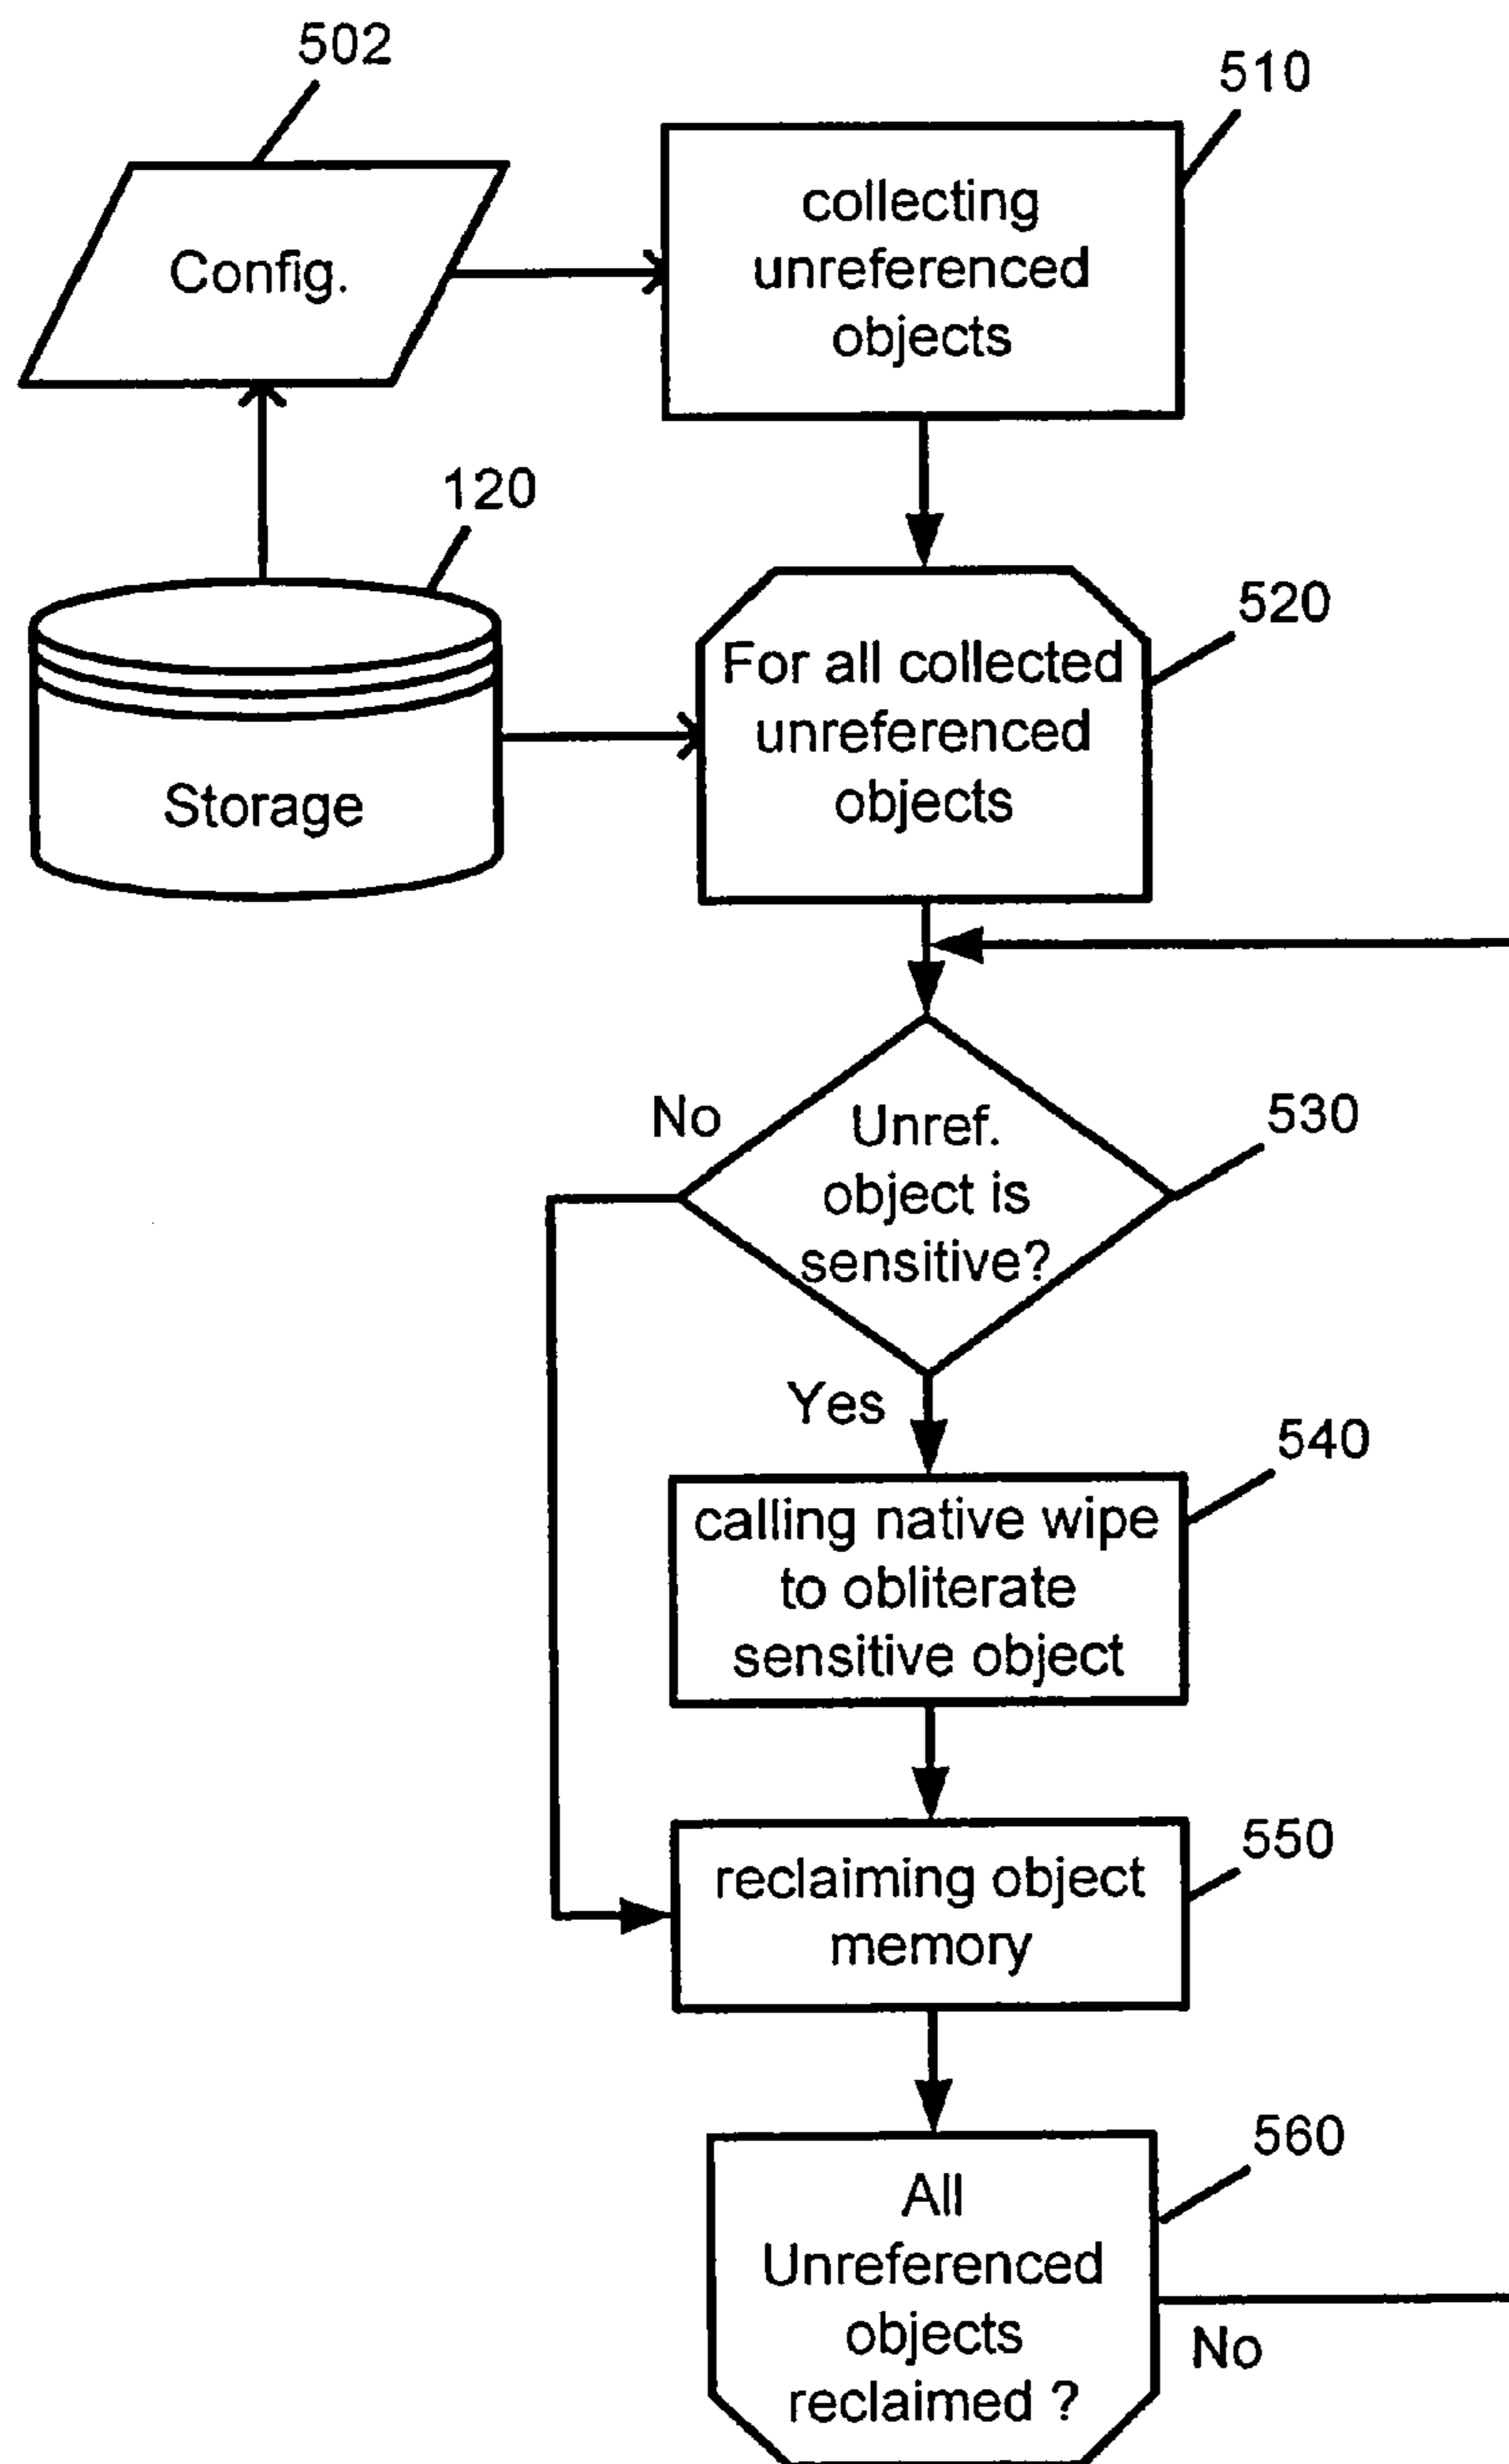 502
510
Config.
collecting
unreferenced
objects
120
520
For all collected
unreferenced
objects
Storage
No
530
Unref.
object is
sensitive?
Yes
540
calling native wipe
to obliterate
sensitive object
550
reclaiming object
memory
560
All
Unreferenced
objects
reclaimed ?
No